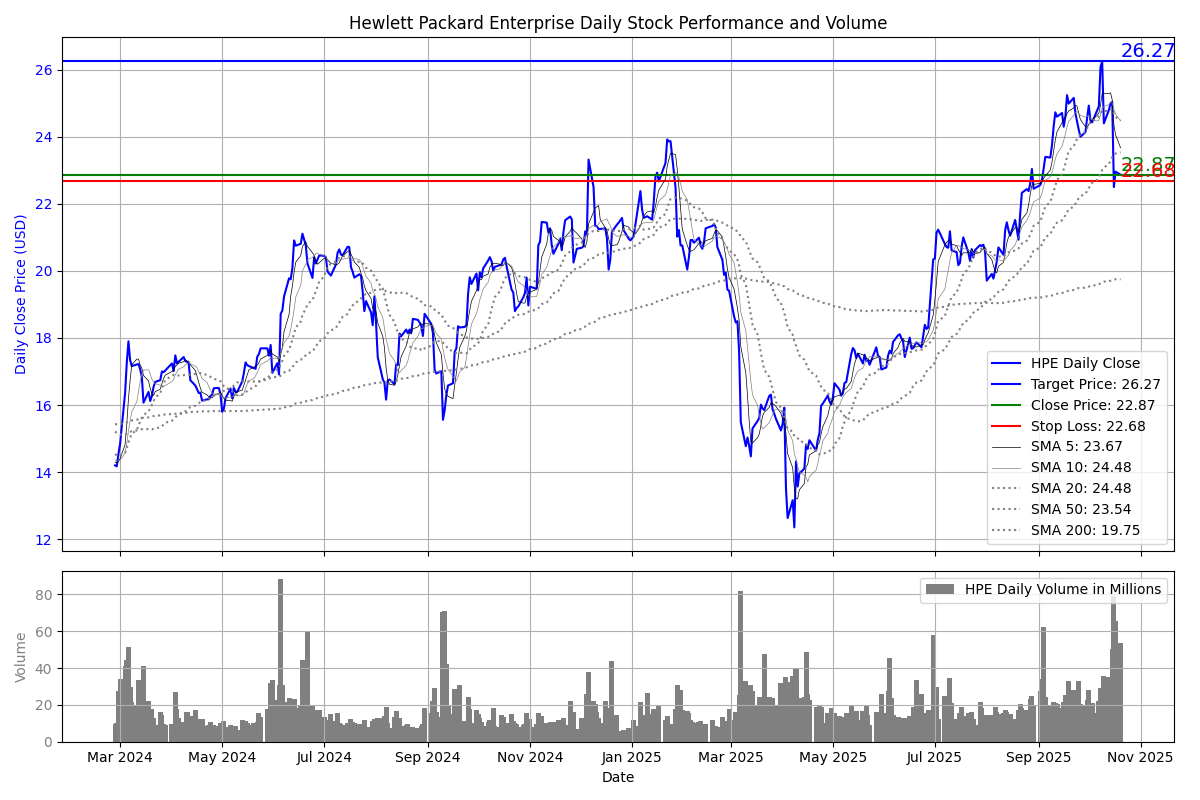 Hewlett Packard Enterprise Daily Stock Performance and Volume
26.27
22.87
22.68
Daily Close Price (USD)
26
24
22
20
18
16
14
12
HPE Daily Close
Target Price: 26.27
Close Price: 22.87
Stop Loss: 22.68
SMA 5: 23.67
SMA 10: 24.48
SMA 20: 24.48
SMA 50: 23.54
SMA 200: 19.75
HPE Daily Volume in Millions
Volume
80
60
40
20
0
Mar 2024 May 2024 Jul 2024 Sep 2024 Nov 2024 Jan 2025 Mar 2025 May 2025 Jul 2025 Sep 2025 Nov 2025
Date